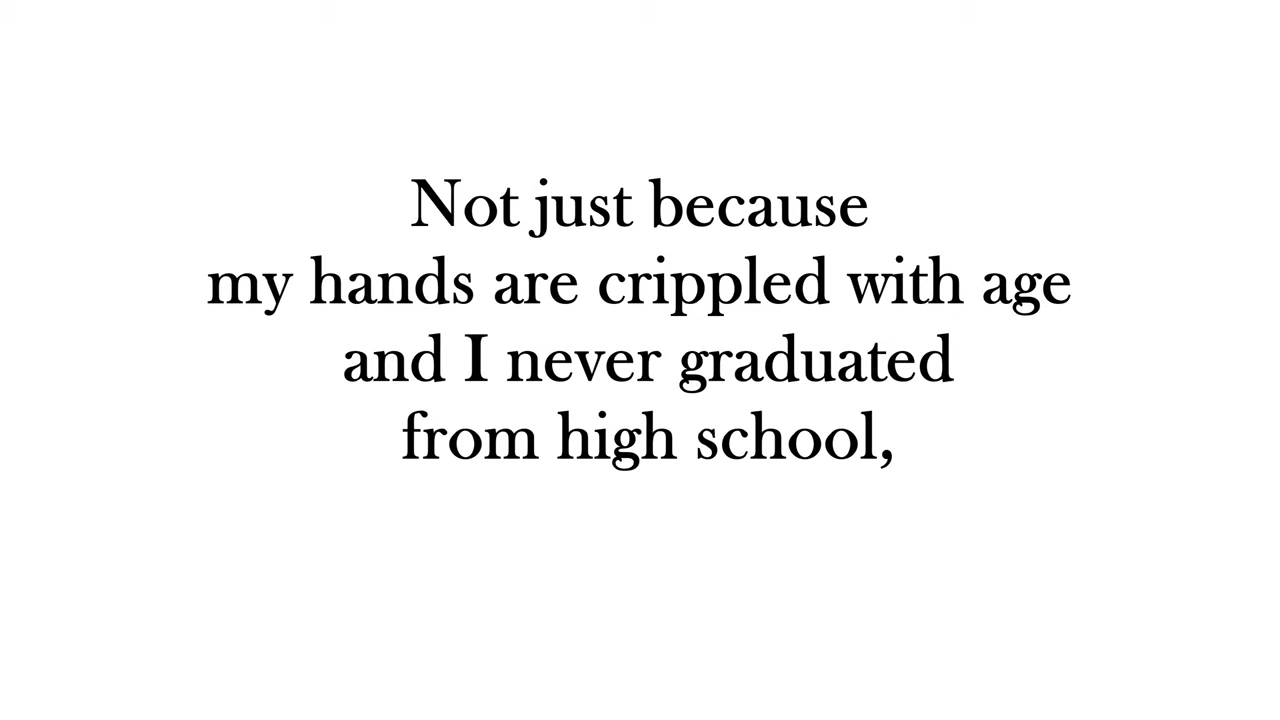 Not just because
my hands are crippled with age
and I never graduated
from high school,